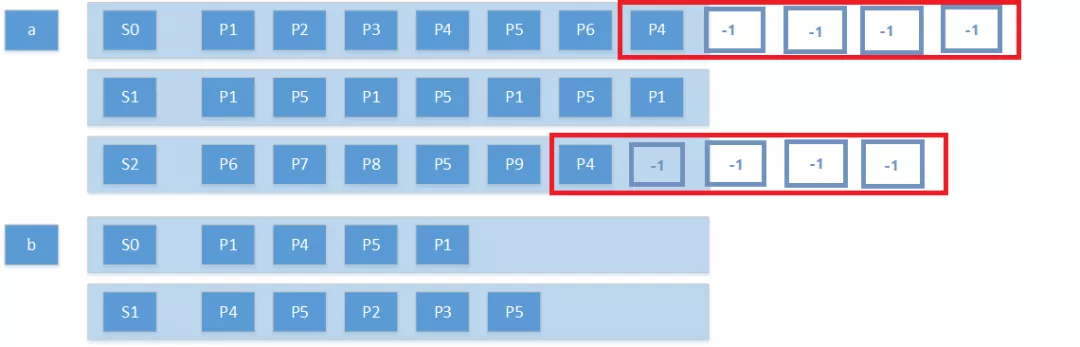 a S0 P1 P2 P3 P4 P5 P6 P4 -1 -1 -1 -1
S1 P1 P5 P1 P5 P1 P5 P1
S2 P6 P7 P8 P5 P9 P4 -1 -1 -1 -1
b S0 P1 P4 P5 P1
S1 P4 P5 P2 P3 P5